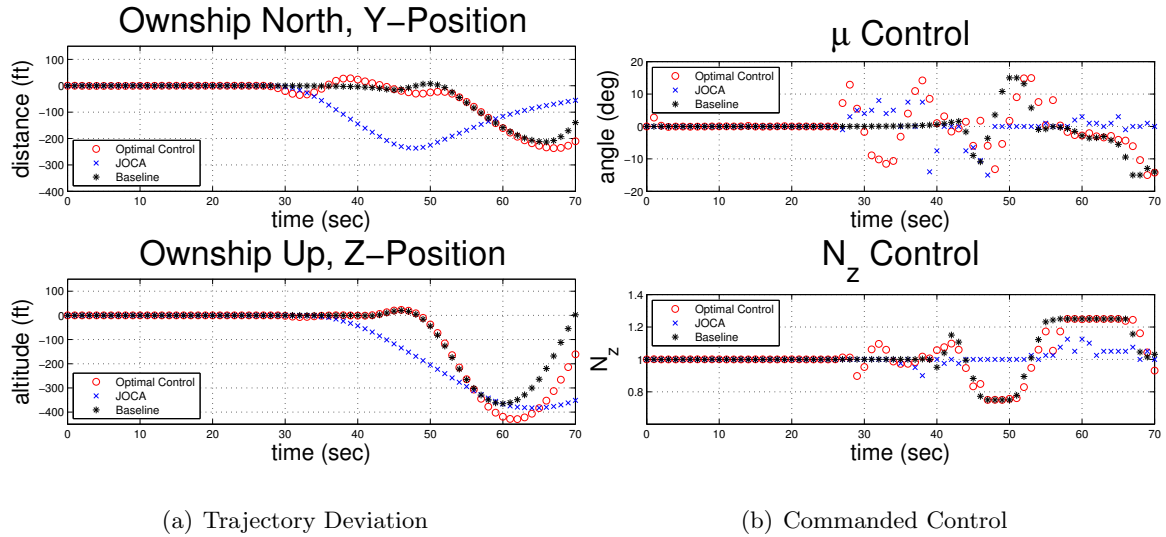 Ownship North, Y−Position
distance (ft)
100
0
−100
−200
−300
−400
Optimal Control
JOCA
Baseline
0 10 20 30 40 50 60 70
time (sec)
μ Control
angle (deg)
20
10
0
−10
−20
Optimal Control
JOCA
Baseline
0 10 20 30 40 50 60 70
time (sec)
Ownship Up, Z−Position
altitude (ft)
100
0
−100
−200
−300
−400
Optimal Control
JOCA
Baseline
0 10 20 30 40 50 60 70
time (sec)
N_z Control
N_z
1.4
1.2
1.0
0.8
Optimal Control
JOCA
Baseline
0 10 20 30 40 50 60 70
time (sec)
(a) Trajectory Deviation
(b) Commanded Control